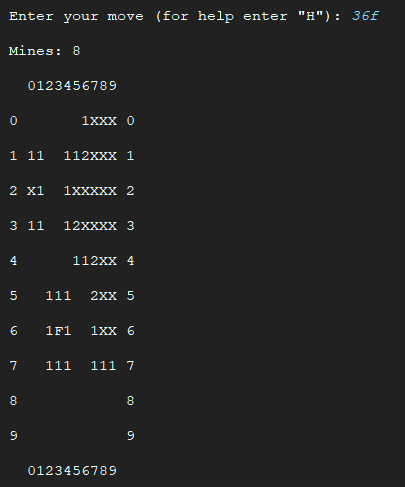 Enter your move (for help enter "H"): 36f
Mines: 8
  0123456789
0       1XXX 0
1 11  112XXX 1
2 X1  1XXXXX 2
3 11  12XXXX 3
4      112XX 4
5   111  2XX 5
6   1F1  1XX 6
7   111  111 7
8            8
9            9
  0123456789